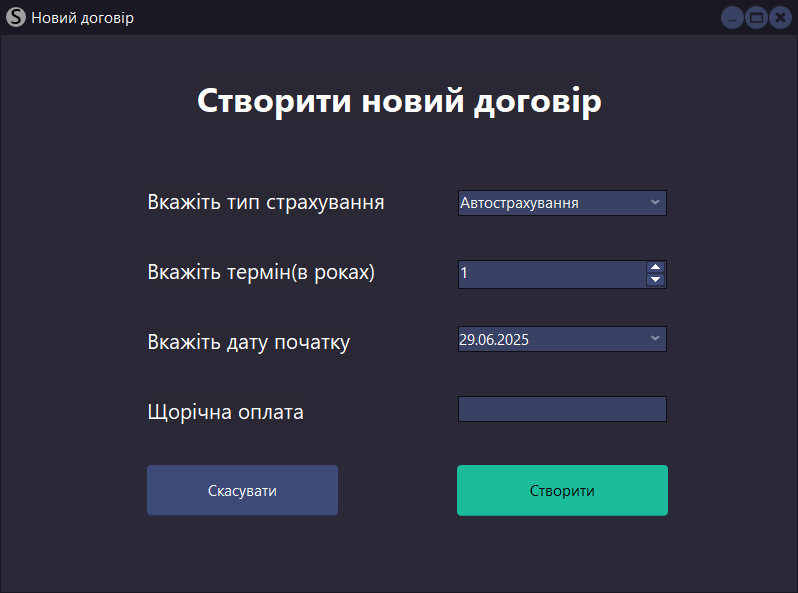 S Новий договір
Створити новий договір
Вкажіть тип страхування Автострахування
Вкажіть термін(в роках) 1
Вкажіть дату початку 29.06.2025
Щорічна оплата
Скасувати Створити